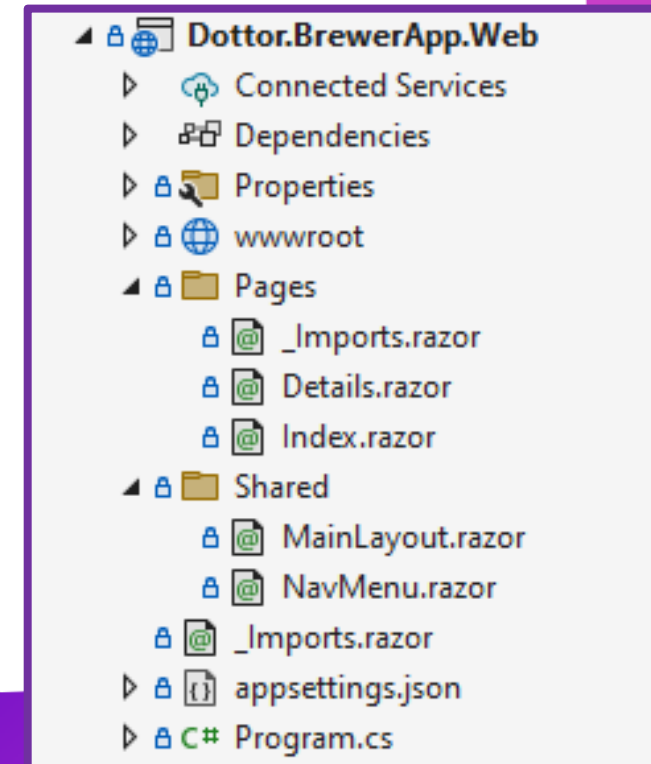 Dottor.BrewerApp.Web
Connected Services
Dependencies
Properties
wwwroot
Pages
_Imports.razor
Details.razor
Index.razor
Shared
MainLayout.razor
NavMenu.razor
_Imports.razor
appsettings.json
C# Program.cs